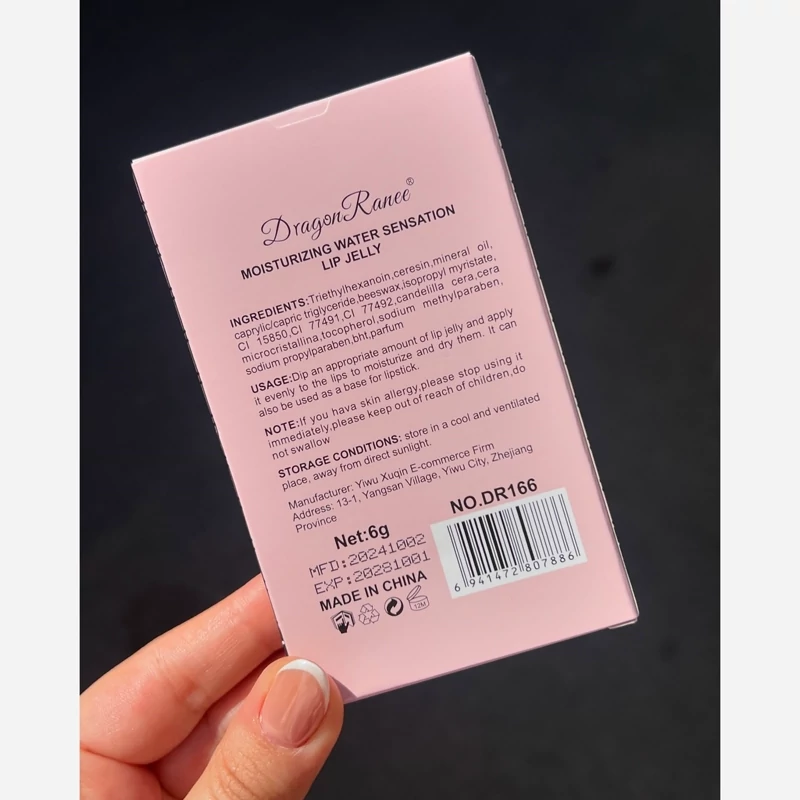 DragonRanee®
MOISTURIZING WATER SENSATION
LIP JELLY
INGREDIENTS:Triethylhexanoin,ceresin,mineral oil,
caprylic/capric triglyceride,beeswax,isopropyl myristate,
CI 15850,CI 77491,CI 77492,candelilla cera,cera
microcristallina,tocopherol,sodium methylparaben,
sodium propylparaben,bht,parfum
USAGE:Dip an appropriate amount of lip jelly and apply
it evenly to the lips to moisturize and dry them. It can
also be used as a base for lipstick.
NOTE:If you hava skin allergy,please stop using it
immediately,please keep out of reach of children,do
not swallow
STORAGE CONDITIONS: store in a cool and ventilated
place, away from direct sunlight.
Manufacturer: Yiwu Xuqin E-commerce Firm
Address: 13-1, Yangsan Village, Yiwu City, Zhejiang
Province
Net:6g
MFD:20241002
EXP:20281001
MADE IN CHINA
12M
NO.DR166
6 941472 807886